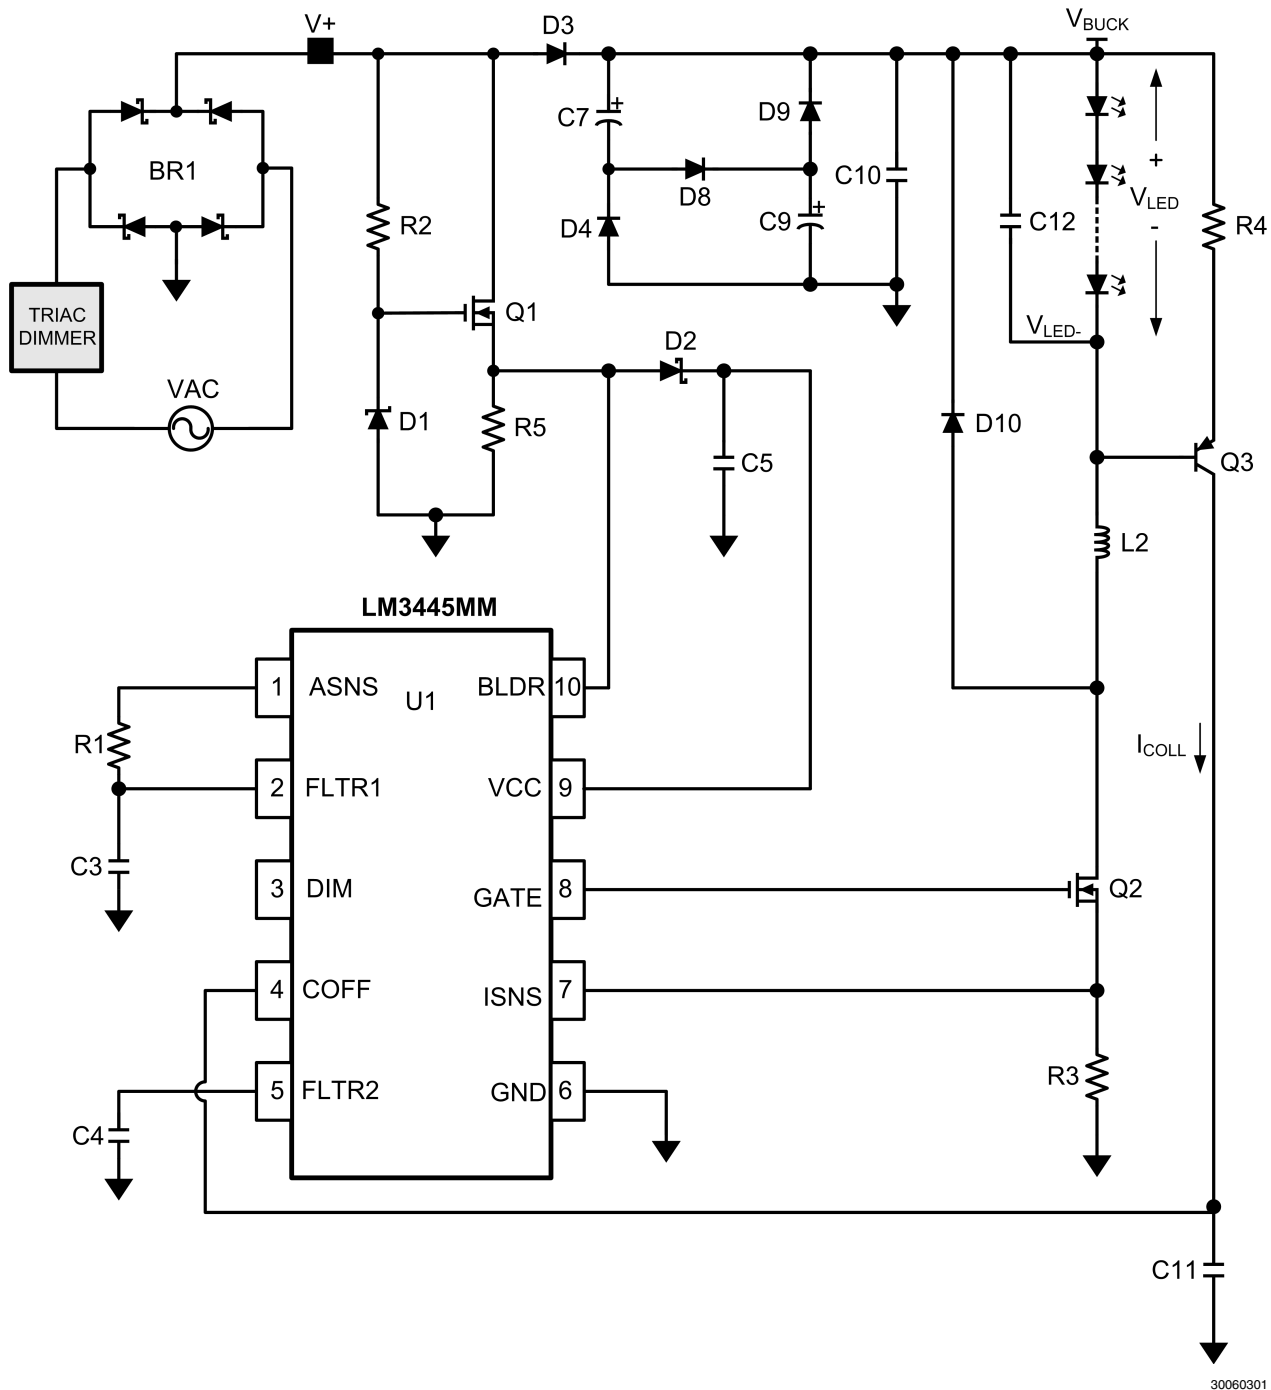 V+
D3
VBUCK
C7
+
D9
BR1
D8
C10
+
VLED
-
R2
D4
C9
+
C12
R4
TRIAC
DIMMER
Q1
VLED-
D2
VAC
D1
R5
D10
C5
Q3
L2
LM3445MM
1
ASNS
U1
BLDR
10
R1
ICOLL
2
FLTR1
VCC
9
C3
3
DIM
GATE
8
Q2
4
COFF
ISNS
7
R3
5
FLTR2
GND
6
C4
C11
30060301